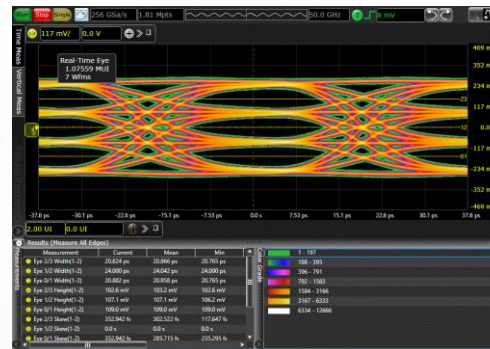 Run Stop Single 256 GSa/s 1.81 Mpts 50.0 GHz 8 mV
117 mV/ 0.0 V
Time Meas
Vertical Meas
Real-Time Eye
1.07559 MUI
7 Wfms
469 m
352 m
234
23
117 m
0.0
12
-117
01
-234
-352 m
-469 m
-37.6 ps -30.1 ps -22.6 ps -15.1 ps -7.53 ps 0.0 s 7.53 ps 15.1 ps 22.6 ps 30.1 ps 37.6 ps
2.00 UI 0.0 UI
Results (Measure All Edges)
Measurements
Measurement Current Mean Min
Eye 2/3 Width(1-2) 20.824 ps 20.866 ps 20.765 ps
Eye 1/2 Width(1-2) 24.000 ps 24.042 ps 24.000 ps
Eye 0/1 Width(1-2) 20.882 ps 20.958 ps 20.765 ps
Eye 2/3 Height(1-2) 102.6 mV 103.2 mV 102.6 mV
Eye 1/2 Height(1-2) 107.1 mV 107.1 mV 106.2 mV
Eye 0/1 Height(1-2) 109.0 mV 109.0 mV 109.0 mV
Eye 2/3 Skew(1-2) 352.942 fs 302.522 fs 117.647 fs
Eye 1/2 Skew(1-2) 0.0 s 0.0 s 0.0 s
Eye 0/1 Skew(1-2) 352.942 fs 285.715 fs 235.295 fs
Color Grade
1 - 197
198 - 395
396 - 791
792 - 1583
1584 - 3166
3167 - 6333
6334 - 12666